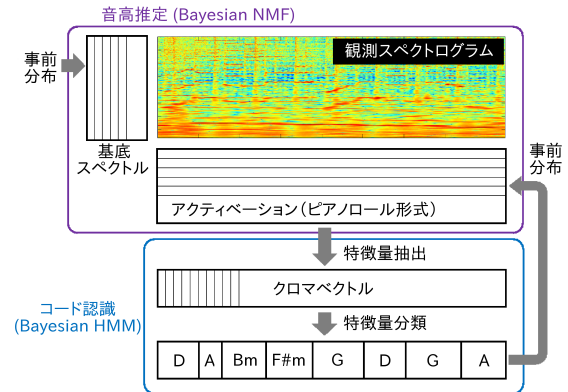 音高推定 (Bayesian NMF)
事前
分布
観測スペクトログラム
基底
スペクトル
事前
分布
アクティベーション(ピアノロール形式)
特徴量抽出
コード認識
(Bayesian HMM)
クロマベクトル
特徴量分類
D A Bm F#m G D G A